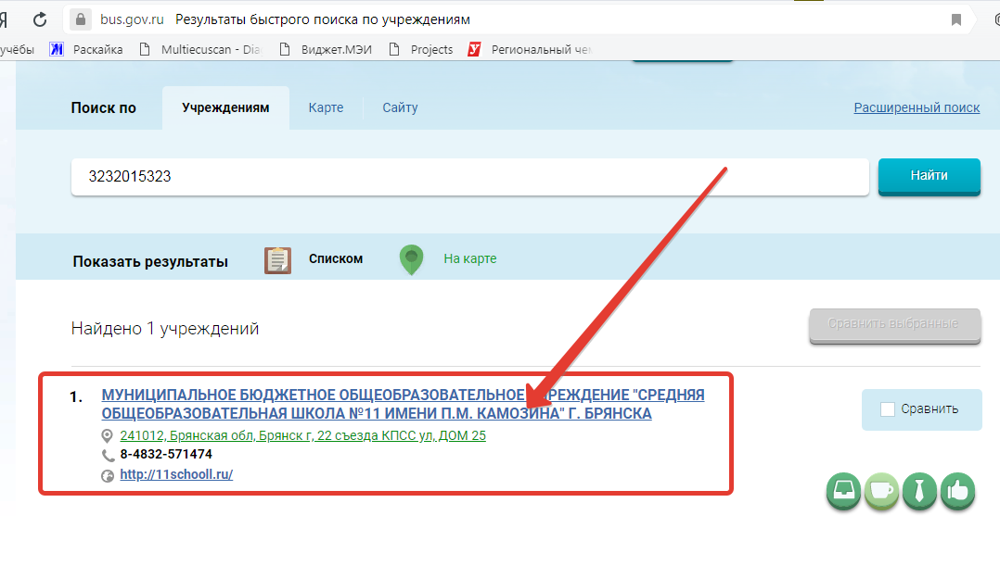 Я bus.gov.ru Результаты быстрого поиска по учреждениям
учёбы Раскайка Multiecuscan - Dia Виджет.МЭИ Projects Региональный чем
Поиск по Учреждениям Карте Сайту Расширенный поиск
3232015323 Найти
Показать результаты Списком На карте
Найдено 1 учреждений Сравнить выбранные
1. МУНИЦИПАЛЬНОЕ БЮДЖЕТНОЕ ОБЩЕОБРАЗОВАТЕЛЬНОЕ РЕЖДЕНИЕ "СРЕДНЯЯ
ОБЩЕОБРАЗОВАТЕЛЬНАЯ ШКОЛА №11 ИМЕНИ П.М. КАМОЗИНА" Г. БРЯНСКА
Сравнить
241012, Брянская обл, Брянск г, 22 съезда КПСС ул, ДОМ 25
8-4832-571474
http://11schooll.ru/